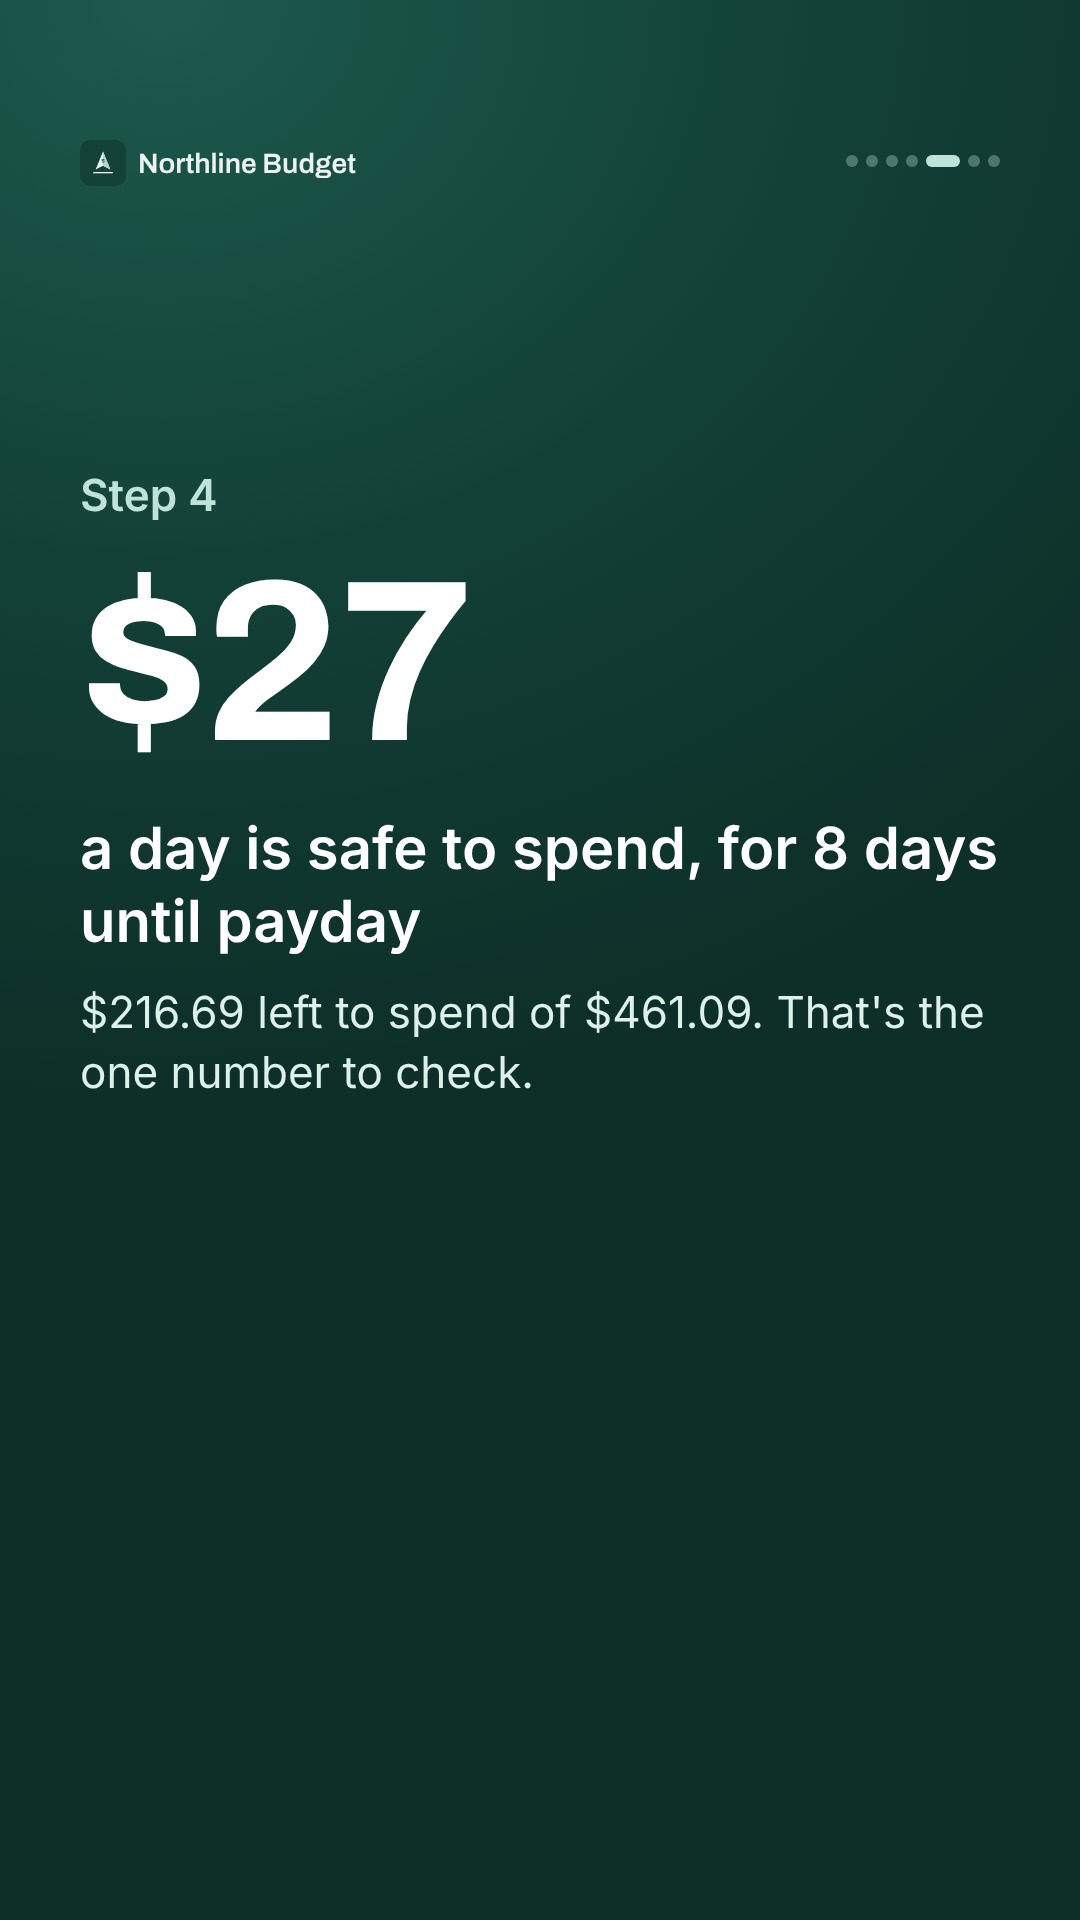 Northline Budget
Step 4
$27
a day is safe to spend, for 8 days
until payday
$216.69 left to spend of $461.09. That's the
one number to check.